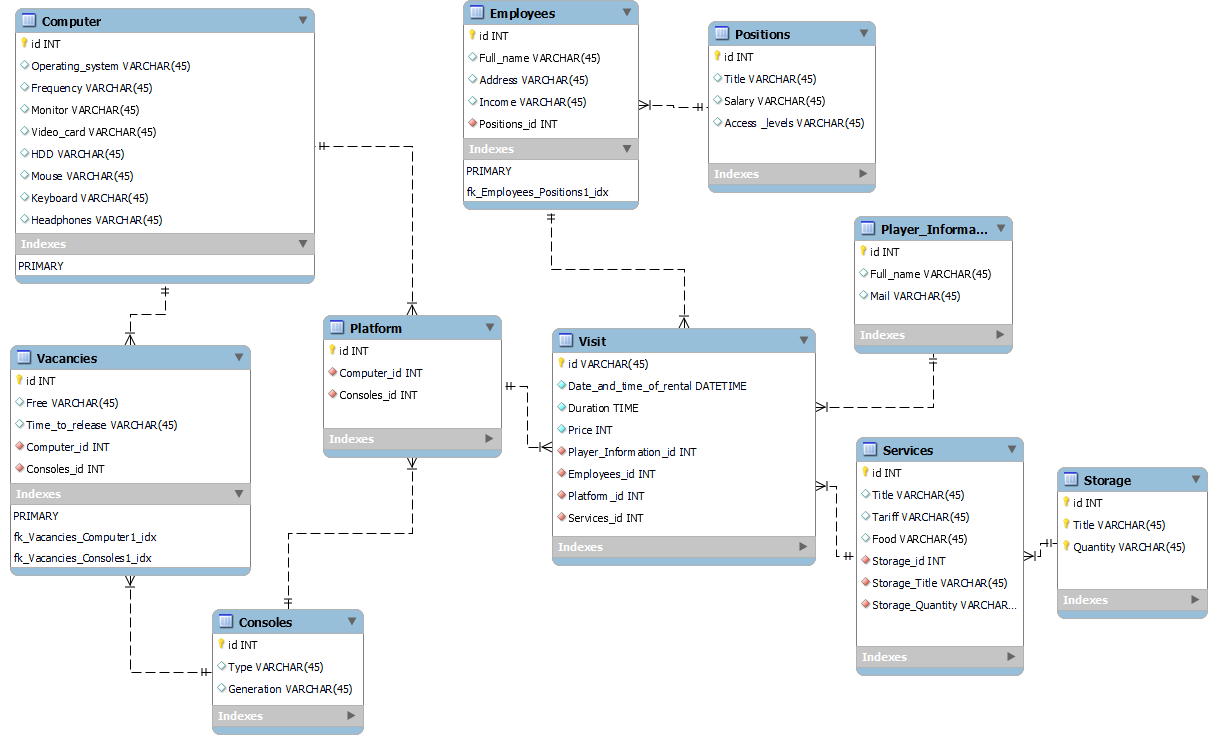 Computer
id INT
Operating_system VARCHAR(45)
Frequency VARCHAR(45)
Monitor VARCHAR(45)
Video_card VARCHAR(45)
HDD VARCHAR(45)
Mouse VARCHAR(45)
Keyboard VARCHAR(45)
Headphones VARCHAR(45)
Indexes
PRIMARY
Employees
id INT
Full_name VARCHAR(45)
Address VARCHAR(45)
Income VARCHAR(45)
Positions_id INT
Indexes
PRIMARY
fk_Employees_Positions1_idx
Positions
id INT
Title VARCHAR(45)
Salary VARCHAR(45)
Access _levels VARCHAR(45)
Indexes
Player_Informa...
id INT
Full_name VARCHAR(45)
Mail VARCHAR(45)
Indexes
Vacancies
id INT
Free VARCHAR(45)
Time_to_release VARCHAR(45)
Computer_id INT
Consoles_id INT
Indexes
PRIMARY
fk_Vacancies_Computer1_idx
fk_Vacancies_Consoles1_idx
Platform
id INT
Computer_id INT
Consoles_id INT
Indexes
Visit
id VARCHAR(45)
Date_and_time_of_rental DATETIME
Duration TIME
Price INT
Player_Information_id INT
Employees_id INT
Platform_id INT
Services_id INT
Indexes
Services
id INT
Title VARCHAR(45)
Tariff VARCHAR(45)
Food VARCHAR(45)
Storage_id INT
Storage_Title VARCHAR(45)
Storage_Quantity VARCHAR...
Indexes
Storage
id INT
Title VARCHAR(45)
Quantity VARCHAR(45)
Indexes
Consoles
id INT
Type VARCHAR(45)
Generation VARCHAR(45)
Indexes